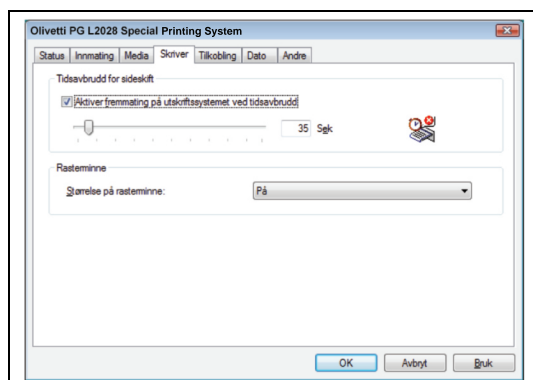 Olivetti PG L2028 Special Printing System
Status Innmating Media Skriver Tilkobling Dato Andre
Tidsavbrudd for sideskift
Aktiver fremmating på utskriftssystemet ved tidsavbrudd
35 Sek
Rasterminne
Størrelse på rasterminne: På
OK Avbryt Bruk